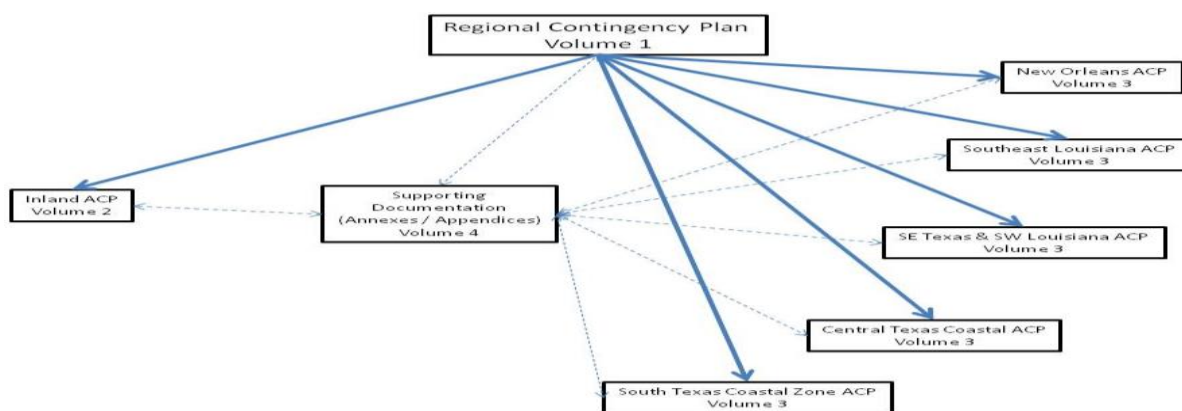 Regional Contingency Plan
Volume 1
New Orleans ACP
Volume 3
Southeast Louisiana ACP
Volume 3
Inland ACP
Volume 2
Supporting
Documentation
(Annexes / Appendices)
Volume 4
SE Texas & SW Louisiana ACP
Volume 3
Central Texas Coastal ACP
Volume 3
South Texas Coastal Zone ACP
Volume 3